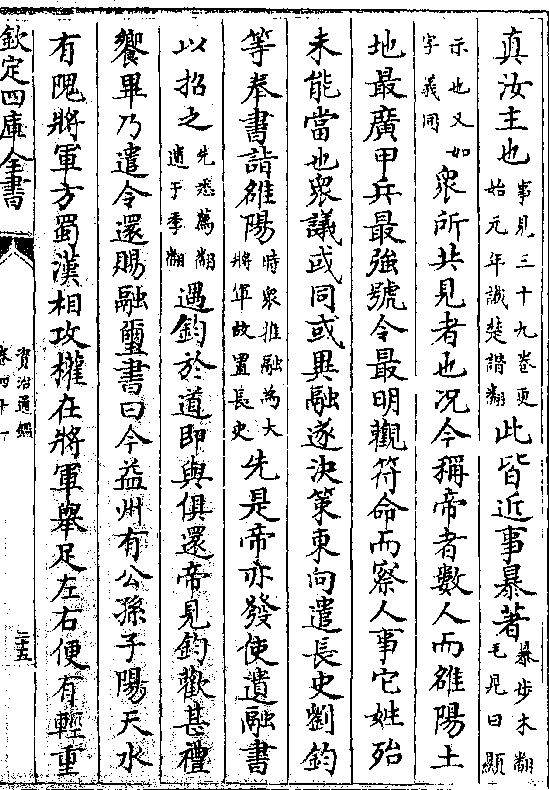 真汝主也事見三十九卷更始元年讖楚譖翻此皆近事暴著暴步木翻毛晃曰顯
示也又如字義同衆所共見者也况今稱帝者數人而雒陽土
地最廣甲兵最強號令最明觀符命而察人事它姓殆
未能當也衆議或同或異融遂決策東向遣長史劉鈞
等奉書詣雒陽時衆推融為大將軍故置長史先是帝亦發使遺融書
以招之先悉薦翻遺于季翻遇鈞於道即與俱還帝見鈞歡甚禮
饗畢乃遣令還賜融璽書曰今益州有公孫子陽天水
有隗將軍方蜀漢相攻權在將軍舉足左右便有輕重
欽定四庫全書
資治通鑑
卷四十一
三五